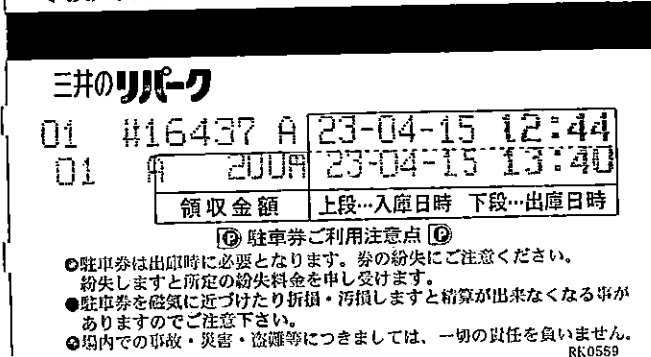 三井のリパーク
01 #16437 A 23-04-15 12:44
01 A 200円 23-04-15 13:40
領収金額 上段…入庫日時 下段…出庫日時
Ⓟ 駐車券ご利用注意点 Ⓟ
●駐車券は出庫時に必要となります。券の紛失にご注意ください。
紛失しますと所定の紛失料金を申し受けます。
●駐車券を磁気に近づけたり折損・汚損しますと精算が出来なくなる事が
ありますのでご注意下さい。
●場内での事故・災害・盗難等につきましては、一切の責任を負いません。
RK0559